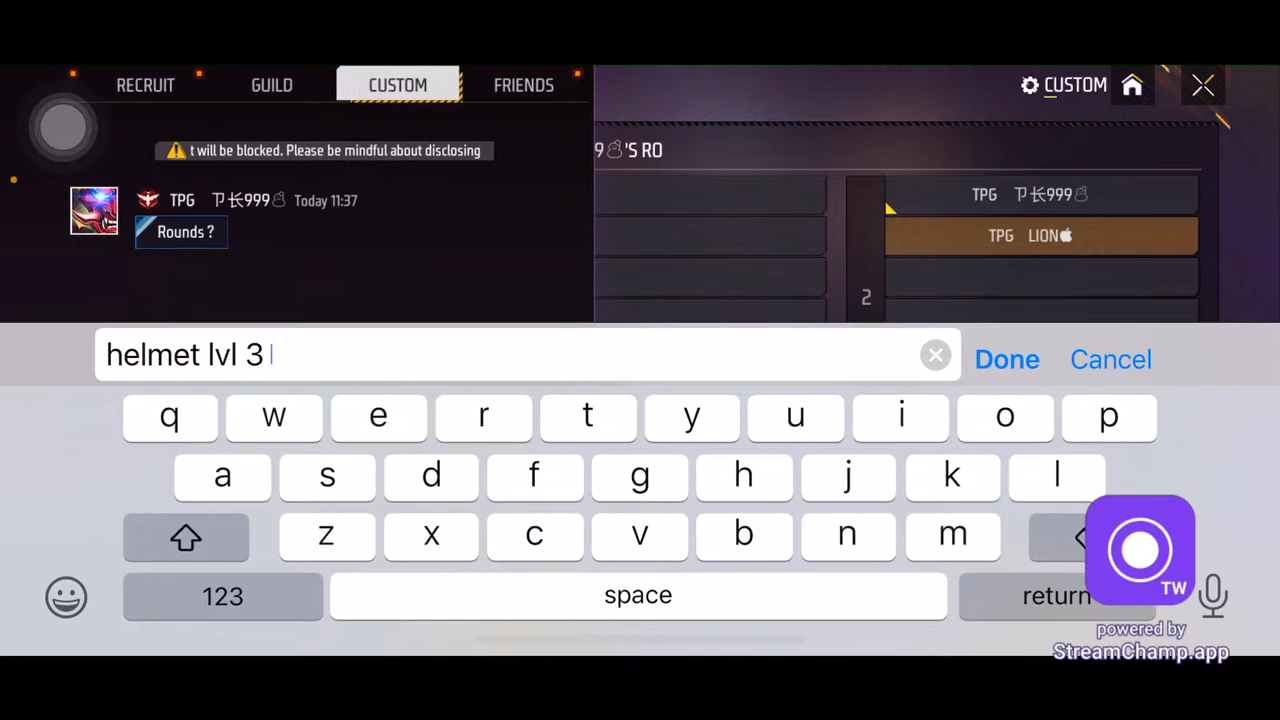 RECRUIT
GUILD
CUSTOM
FRIENDS
CUSTOM
t will be blocked. Please be mindful about disclosing
9 'S RO
TPG 卩长999
Today 11:37
Rounds ?
TPG 卩长999
TPG LION
2
helmet lvl 3
Done
Cancel
q w e r t y u i o p
a s d f g h j k l
z x c v b n m
123
space
return
TW
powered by
StreamChamp.app